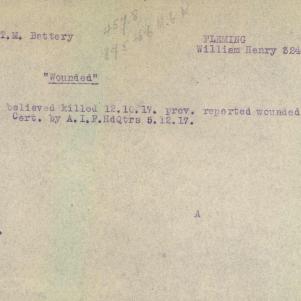 T.M. Battery
FLEMING
William Henry 324
"Wounded"
believed killed 12.10.17. prev. reported wounded
Cert. by A.I.F.HdQtrs 5.12.17.
A